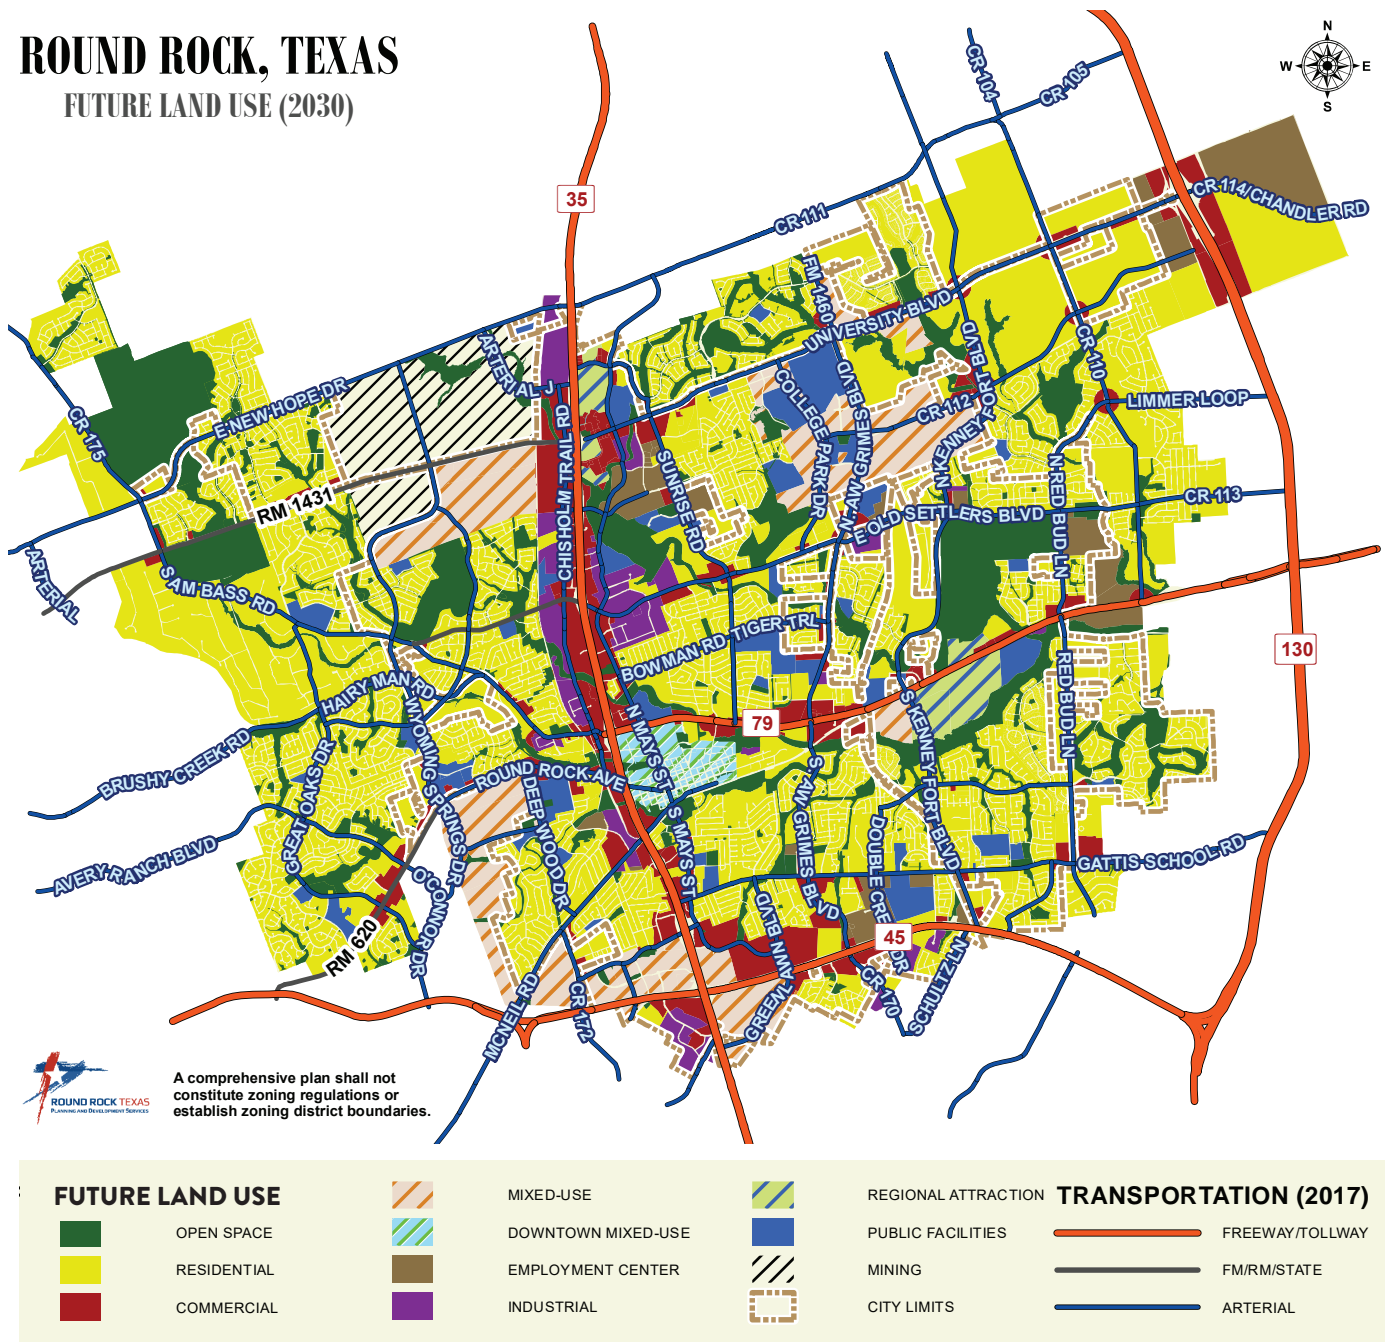 ROUND ROCK, TEXAS
FUTURE LAND USE (2030)
N
W
E
S
CR 104
CR 105
35
CR 111
CR 114/CHANDLER RD
FM 1460
UNIVERSITY BLVD
ARTERIAL J
E NEW HOPE DR
CR 175
N KENNEY FORT BLVD
CR 110
LIMMER LOOP
CR 112
COLLEGE PARK DR
N. AW GRIMES BLVD
CHISHOLM TRAIL RD
SUNRISE RD
RM 1431
N RED BUD LN
CR 113
E OLD SETTLERS BLVD
ARTERIAL
SAM BASS RD
BOWMAN RD-TIGER TRL
130
HAIRY MAN RD
RED BUD LN
S KENNEY FORT BLVD
WYOMING SPRINGS DR
N MAYS ST
79
BRUSHY CREEK RD
GREAT OAKS DR
ROUND ROCK AVE
DEEP WOOD DR
S AW GRIMES BLVD
S MAYS ST
DOUBLE CREEK DR
AVERY RANCH BLVD
GATTIS SCHOOL RD
O'CONNOR DR
RM 620
45
GREENLAWN BLVD
CR 170
SCHULTZ LN
MCNEIL RD
CR 172
ROUND ROCK TEXAS
PLANNING AND DEVELOPMENT SERVICES
A comprehensive plan shall not
constitute zoning regulations or
establish zoning district boundaries.
FUTURE LAND USE
OPEN SPACE
RESIDENTIAL
COMMERCIAL
MIXED-USE
DOWNTOWN MIXED-USE
EMPLOYMENT CENTER
INDUSTRIAL
REGIONAL ATTRACTION
PUBLIC FACILITIES
MINING
CITY LIMITS
TRANSPORTATION (2017)
FREEWAY/TOLLWAY
FM/RM/STATE
ARTERIAL